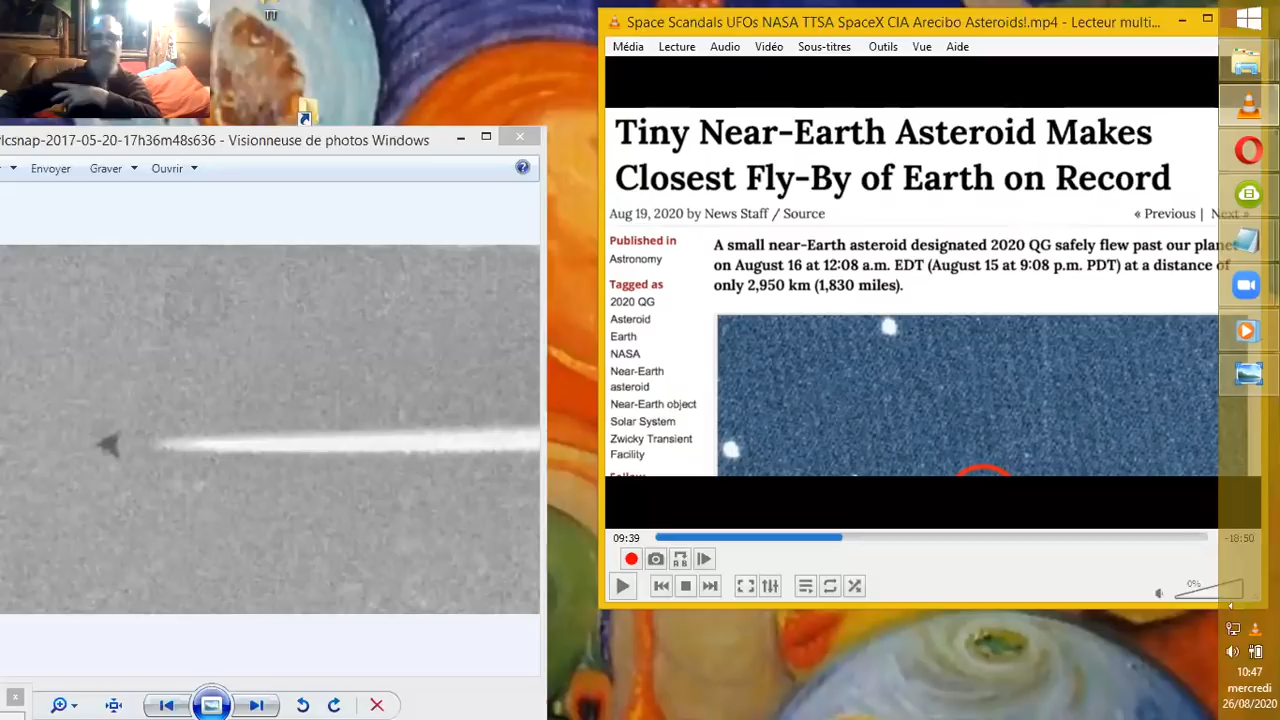 TT
Space Scandals UFOs NASA TTSA SpaceX CIA Arecibo Asteroids!.mp4 - Lecteur multi...
Média Lecture Audio Vidéo Sous-titres Outils Vue Aide
lcsnap-2017-05-20-17h36m48s636 - Visionneuse de photos Windows
Envoyer Graver Ouvrir
Tiny Near-Earth Asteroid Makes
Closest Fly-By of Earth on Record
Aug 19, 2020 by News Staff / Source
« Previous | Next »
Published in
Astronomy
Tagged as
2020 QG
Asteroid
Earth
NASA
Near-Earth
asteroid
Near-Earth object
Solar System
Zwicky Transient
Facility
A small near-Earth asteroid designated 2020 QG safely flew past our plane
on August 16 at 12:08 a.m. EDT (August 15 at 9:08 p.m. PDT) at a distance of
only 2,950 km (1,830 miles).
09:39
-18:50
0%
10:47
mercredi
26/08/2020